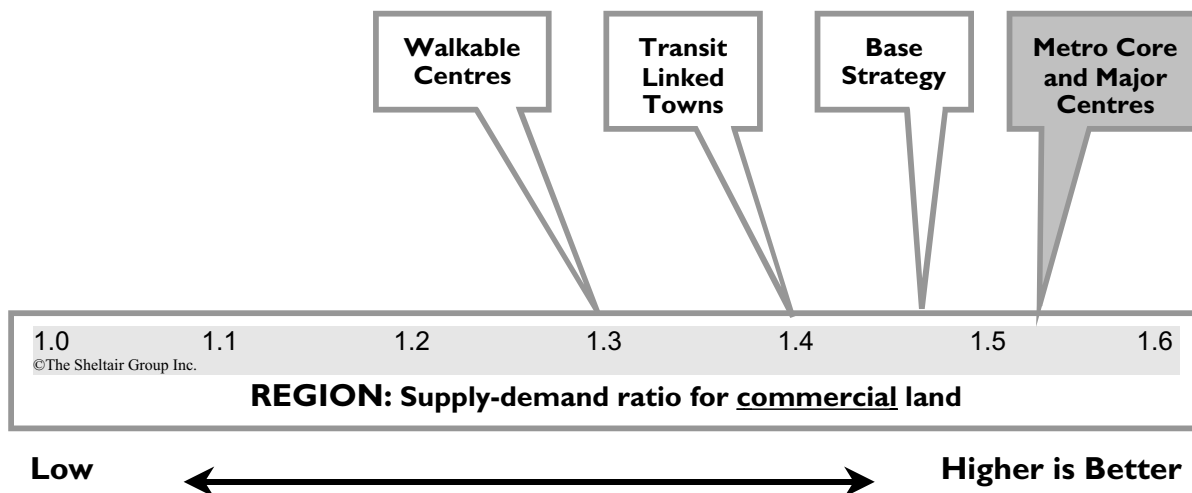 Walkable
Centres
Transit
Linked
Towns
Base
Strategy
Metro Core
and Major
Centres
1.0 1.1 1.2 1.3 1.4 1.5 1.6
©The Sheltair Group Inc.
REGION: Supply-demand ratio for commercial land
Low Higher is Better